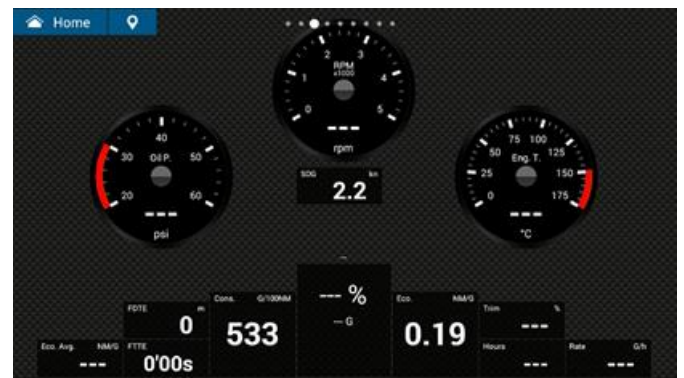 Home
2 3
RPM
x1000
1 4
0 5
---
rpm
40
30 Oil P. 50
20 60
---
psi
75 100
50 Eng. T. 125
25 150
0 175
---
°C
SOG kn
2.2
--
--- %
--- G
FDTE m
0
FTTE
0'00s
Cons. G/100NM
533
Eco. NM/G
0.19
Trim %
---
Eco. Avg. NM/G
---
Hours
---
Rate G/h
---